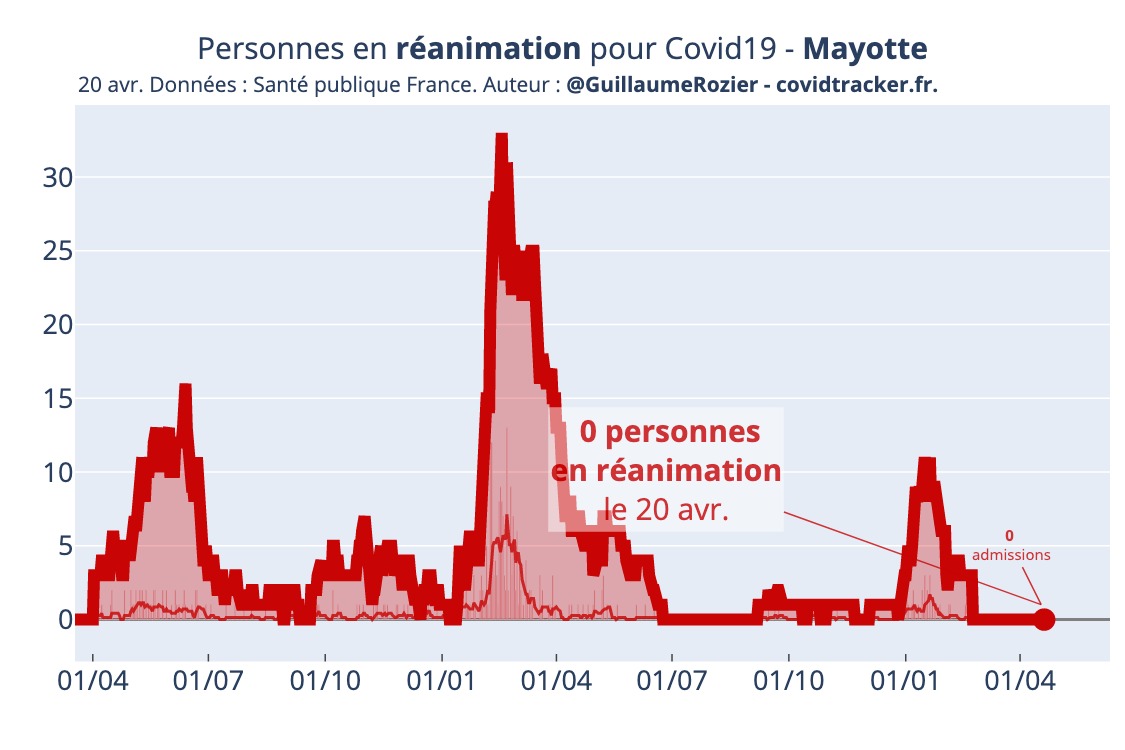 Personnes en réanimation pour Covid19 - Mayotte
20 avr. Données : Santé publique France. Auteur : @GuillaumeRozier - covidtracker.fr.
30
25
20
15
10
5
0
0 personnes
en réanimation
le 20 avr.
0
admissions
01/04 01/07 01/10 01/01 01/04 01/07 01/10 01/01 01/04